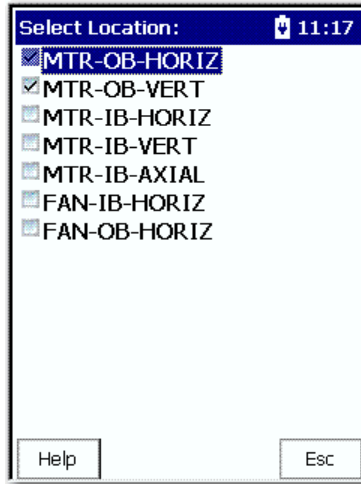 Select Location: 11:17
MTR-OB-HORIZ
MTR-OB-VERT
MTR-IB-HORIZ
MTR-IB-VERT
MTR-IB-AXIAL
FAN-IB-HORIZ
FAN-OB-HORIZ
Help Esc